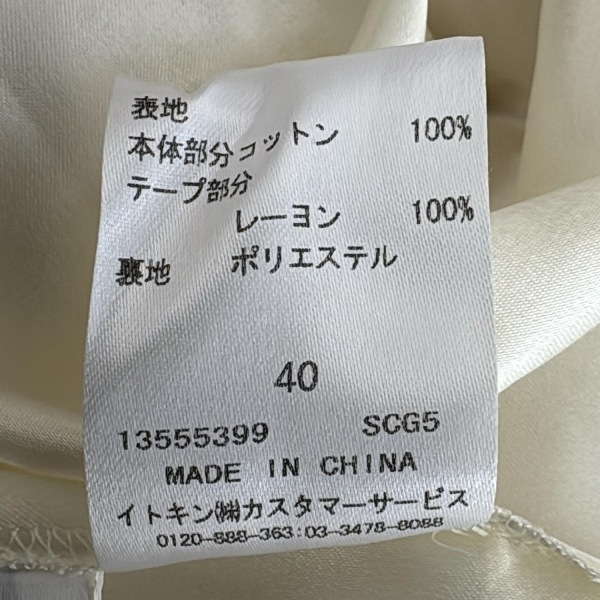 表地
本体部分コットン 100%
テープ部分
レーヨン 100%
裏地 ポリエステル
40
13555399 SCG5
MADE IN CHINA
イトキン㈱カスタマーサービス
0120-888-363:03-3478-8088